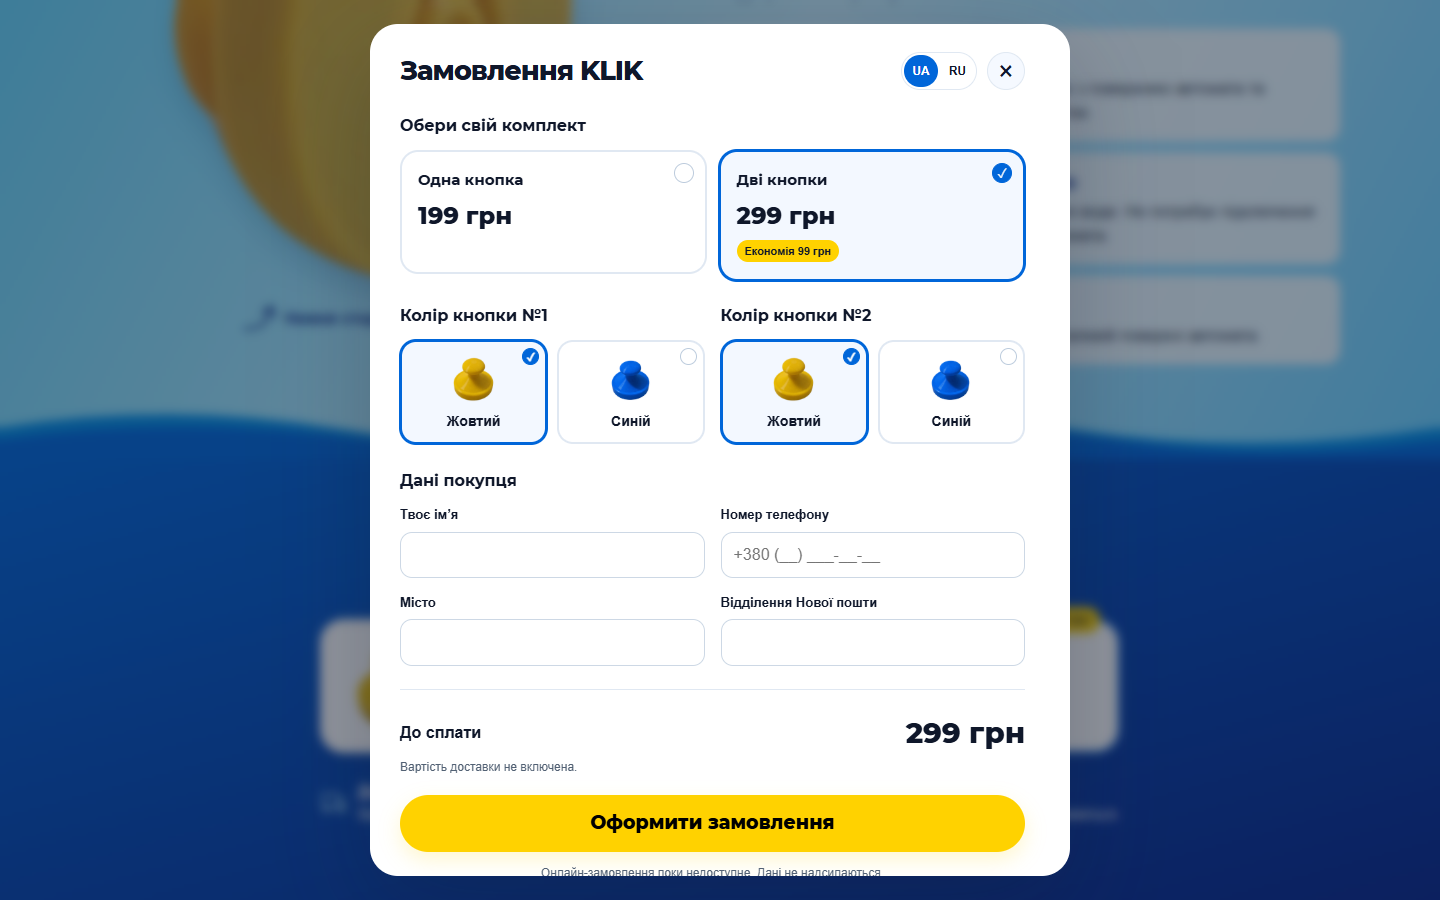 Замовлення KLIK
UA RU
Обери свій комплект
Одна кнопка
199 грн
Дві кнопки
299 грн
Економія 99 грн
Колір кнопки №1
Жовтий
Синій
Колір кнопки №2
Жовтий
Синій
Дані покупця
Твоє ім’я
Номер телефону
+380 (__) ___-__-__
Місто
Відділення Нової пошти
До сплати
299 грн
Вартість доставки не включена.
Оформити замовлення
Онлайн-замовлення поки недоступне. Дані не надсилаються